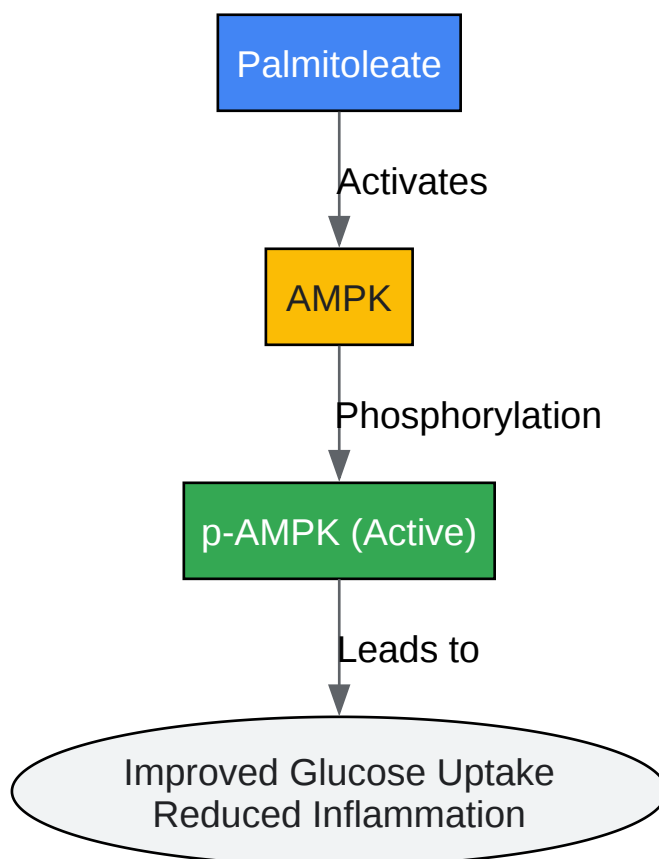 Palmitoleate
Activates
AMPK
Phosphorylation
p-AMPK (Active)
Leads to
Improved Glucose Uptake
Reduced Inflammation